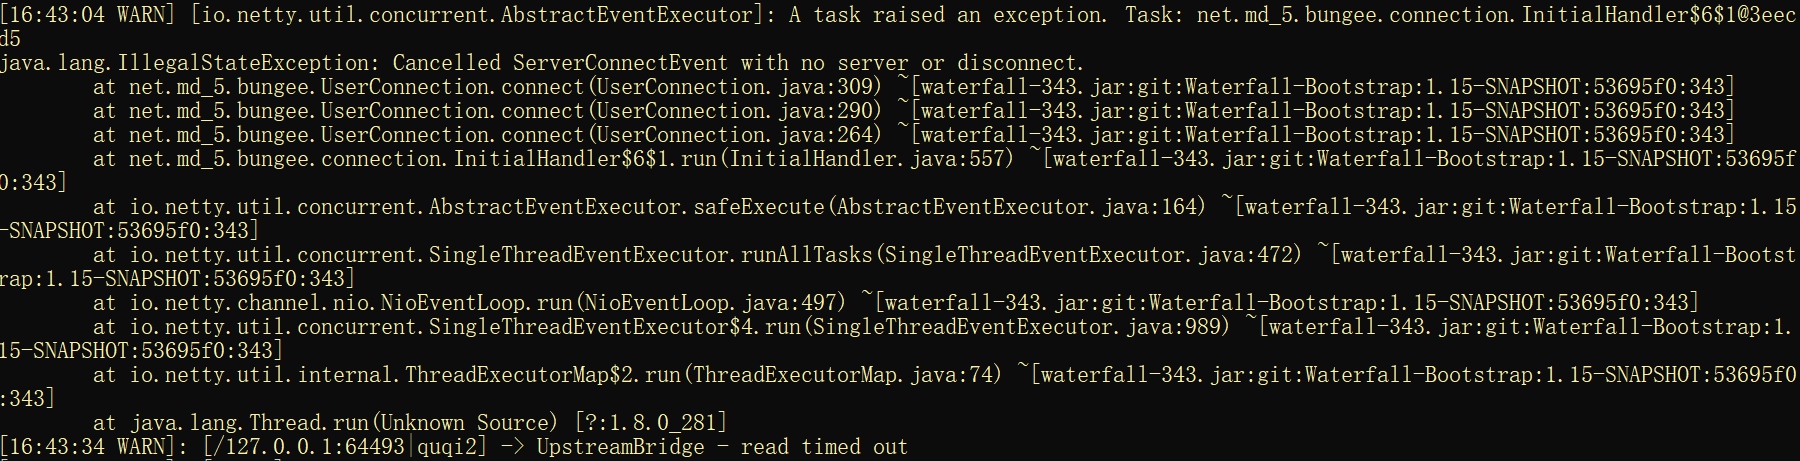 [16:43:04 WARN] [io.netty.util.concurrent.AbstractEventExecutor]: A task raised an exception. Task: net.md_5.bungee.connection.InitialHandler$6$1@3eec
d5
java.lang.IllegalStateException: Cancelled ServerConnectEvent with no server or disconnect.
        at net.md_5.bungee.UserConnection.connect(UserConnection.java:309) ~[waterfall-343.jar:git:Waterfall-Bootstrap:1.15-SNAPSHOT:53695f0:343]
        at net.md_5.bungee.UserConnection.connect(UserConnection.java:290) ~[waterfall-343.jar:git:Waterfall-Bootstrap:1.15-SNAPSHOT:53695f0:343]
        at net.md_5.bungee.UserConnection.connect(UserConnection.java:264) ~[waterfall-343.jar:git:Waterfall-Bootstrap:1.15-SNAPSHOT:53695f0:343]
        at net.md_5.bungee.connection.InitialHandler$6$1.run(InitialHandler.java:557) ~[waterfall-343.jar:git:Waterfall-Bootstrap:1.15-SNAPSHOT:53695f
0:343]
        at io.netty.util.concurrent.AbstractEventExecutor.safeExecute(AbstractEventExecutor.java:164) ~[waterfall-343.jar:git:Waterfall-Bootstrap:1.15
-SNAPSHOT:53695f0:343]
        at io.netty.util.concurrent.SingleThreadEventExecutor.runAllTasks(SingleThreadEventExecutor.java:472) ~[waterfall-343.jar:git:Waterfall-Bootst
rap:1.15-SNAPSHOT:53695f0:343]
        at io.netty.channel.nio.NioEventLoop.run(NioEventLoop.java:497) ~[waterfall-343.jar:git:Waterfall-Bootstrap:1.15-SNAPSHOT:53695f0:343]
        at io.netty.util.concurrent.SingleThreadEventExecutor$4.run(SingleThreadEventExecutor.java:989) ~[waterfall-343.jar:git:Waterfall-Bootstrap:1.
15-SNAPSHOT:53695f0:343]
        at io.netty.util.internal.ThreadExecutorMap$2.run(ThreadExecutorMap.java:74) ~[waterfall-343.jar:git:Waterfall-Bootstrap:1.15-SNAPSHOT:53695f0
:343]
        at java.lang.Thread.run(Unknown Source) [?:1.8.0_281]
[16:43:34 WARN]: [/127.0.0.1:64493|quqi2] -> UpstreamBridge - read timed out